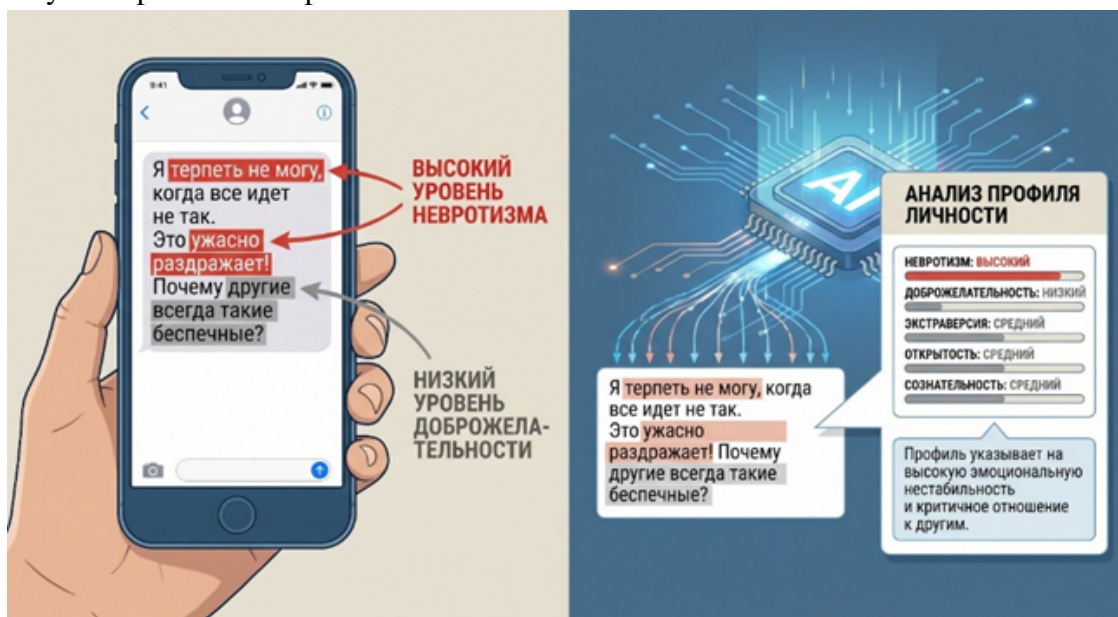 9:41
Я терпеть не могу,
когда все идет
не так.
Это ужасно
раздражает!
Почему другие
всегда такие
беспечные?
ВЫСОКИЙ
УРОВЕНЬ
НЕВРОТИЗМА
НИЗКИЙ
УРОВЕНЬ
ДОБРОЖЕЛА-
ТЕЛЬНОСТИ
AI
АНАЛИЗ ПРОФИЛЯ
ЛИЧНОСТИ
НЕВРОТИЗМ: ВЫСОКИЙ
ДОБРОЖЕЛАТЕЛЬНОСТЬ: НИЗКИЙ
ЭКСТРАВЕРСИЯ: СРЕДНИЙ
ОТКРЫТОСТЬ: СРЕДНИЙ
СОЗНАТЕЛЬНОСТЬ: СРЕДНИЙ
Я терпеть не могу, когда
все идет не так.
Это ужасно
раздражает! Почему
другие всегда такие
беспечные?
Профиль указывает на
высокую эмоциональную
нестабильность
и критичное отношение
к другим.